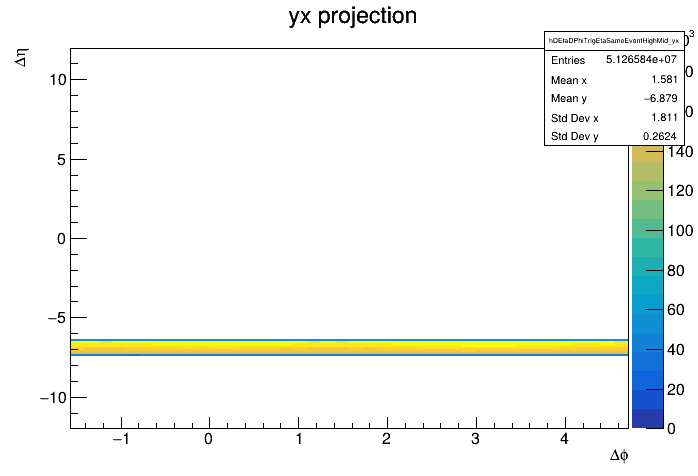 yx projection
hDEtaDPhiTrigEtaSameEventHighMid_yx
Entries 5.126584e+07
Mean x 1.581
Mean y −6.879
Std Dev x 1.811
Std Dev y 0.2624
Δη
10
5
0
−5
−10
−1 0 1 2 3 4
Δϕ
140
120
100
80
60
40
20
0